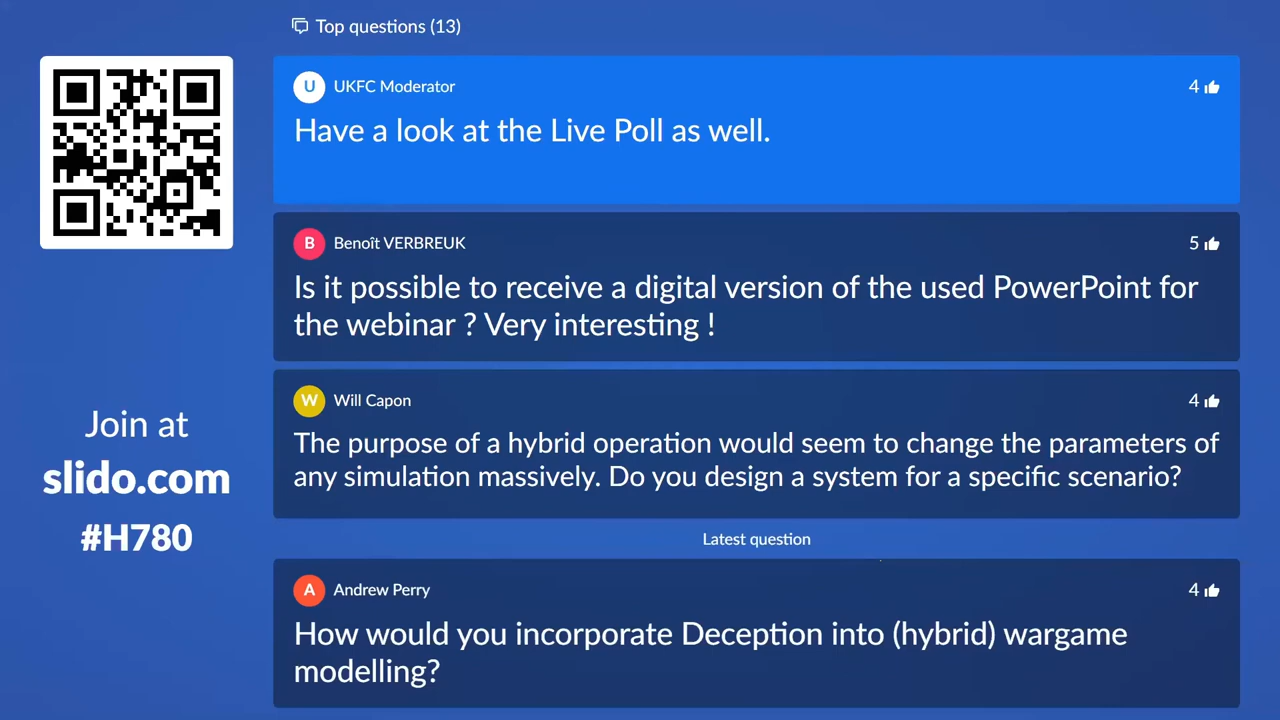 Top questions (13)
U
UKFC Moderator
4
Have a look at the Live Poll as well.
B
Benoît VERBREUK
5
Is it possible to receive a digital version of the used PowerPoint for
the webinar ? Very interesting !
W
Will Capon
4
The purpose of a hybrid operation would seem to change the parameters of
any simulation massively. Do you design a system for a specific scenario?
Join at
slido.com
#H780
Latest question
A
Andrew Perry
4
How would you incorporate Deception into (hybrid) wargame
modelling?